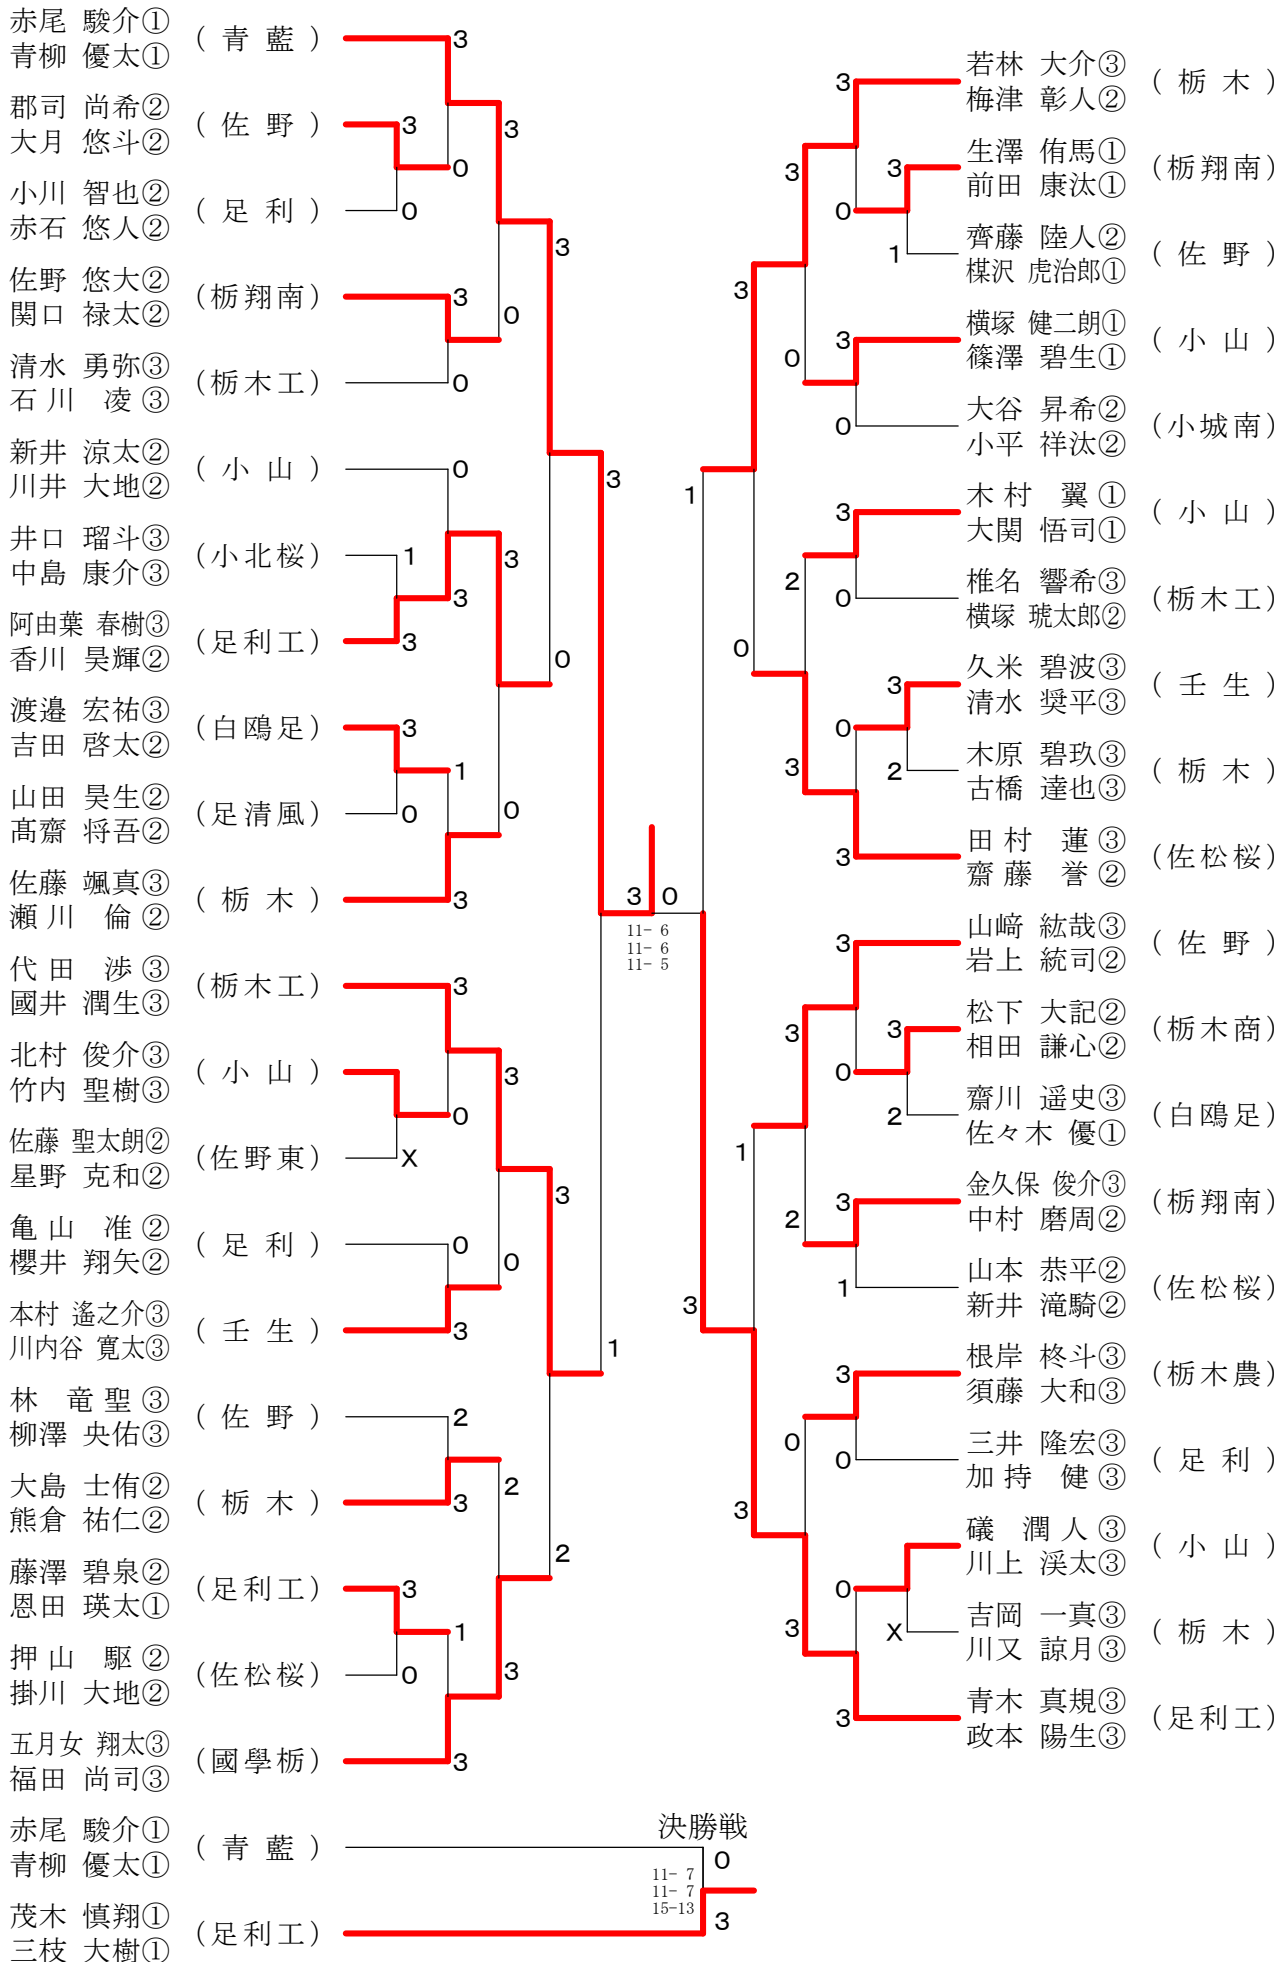 赤尾 駿介①
青柳 優太①
(青藍)
3
郡司 尚希②
大月 悠斗②
(佐野)
3
小川 智也②
赤石 悠人②
(足利)
0
0
3
佐野 悠大②
関口 禄太②
(栃翔南)
3
清水 勇弥③
石川 凌③
(栃木工)
0
0
3
新井 涼太②
川井 大地②
(小山)
0
井口 瑠斗③
中島 康介③
(小北桜)
1
阿由葉 春樹③
香川 昊輝②
(足利工)
3
3
3
渡邉 宏祐③
吉田 啓太②
(白鴎足)
3
山田 昊生②
髙齋 将吾②
(足清風)
0
1
佐藤 颯真③
瀬川 倫②
(栃木)
3
0
0
3
代田 渉③
國井 潤生③
(栃木工)
3
北村 俊介③
竹内 聖樹③
(小山)
佐藤 聖太朗②
星野 克和②
(佐野東)
X
0
3
亀山 准②
櫻井 翔矢②
(足利)
0
本村 遙之介③
川内谷 寛太③
(壬生)
3
0
3
林 竜聖③
柳澤 央佑③
(佐野)
2
大島 士侑②
熊倉 祐仁②
(栃木)
3
2
藤澤 碧泉②
恩田 瑛太①
(足利工)
3
押山 駆②
掛川 大地②
(佐松桜)
0
1
五月女 翔太③
福田 尚司③
(國學栃)
3
3
2
1
3 0
11- 6
11- 6
11- 5
若林 大介③
梅津 彰人②
(栃木)
3
生澤 侑馬①
前田 康汰①
(栃翔南)
3
齊藤 陸人②
楳沢 虎治郎①
(佐野)
1
0
3
横塚 健二朗①
篠澤 碧生①
(小山)
3
大谷 昇希②
小平 祥汰②
(小城南)
0
0
3
木村 翼①
大関 悟司①
(小山)
3
椎名 響希③
横塚 琥太郎②
(栃木工)
0
2
久米 碧波③
清水 奨平③
(壬生)
3
木原 碧玖③
古橋 達也③
(栃木)
2
0
田村 蓮③
齋藤 誉②
(佐松桜)
3
3
0
1
山﨑 紘哉③
岩上 統司②
(佐野)
3
松下 大記②
相田 謙心②
(栃木商)
3
齋川 遥史③
佐々木 優①
(白鴎足)
2
0
3
金久保 俊介③
中村 磨周②
(栃翔南)
3
山本 恭平②
新井 滝騎②
(佐松桜)
1
2
1
根岸 柊斗③
須藤 大和③
(栃木農)
3
三井 隆宏③
加持 健③
(足利)
0
0
礒 潤人③
川上 渓太③
(小山)
吉岡 一真③
川又 諒月③
(栃木)
X
0
青木 真規③
政本 陽生③
(足利工)
3
3
3
3
決勝戦
赤尾 駿介①
青柳 優太①
(青藍)
0
11- 7
11- 7
15-13
茂木 慎翔①
三枝 大樹①
(足利工)
3